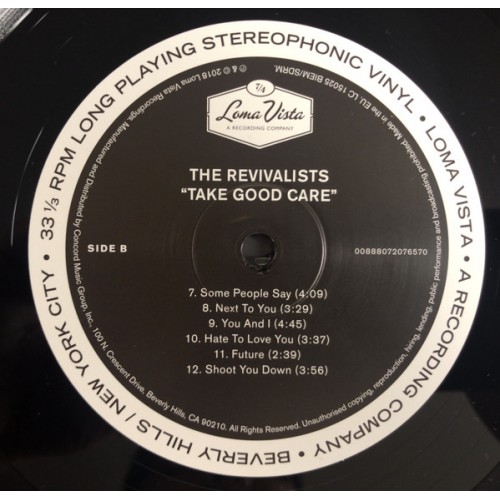 33 1/3 RPM LONG PLAYING STEREOPHONIC VINYL · LOMA VISTA · A RECORDING COMPANY · BEVERLY HILLS / NEW YORK CITY ·
℗ & © 2018 Loma Vista Recordings. Manufactured and Distributed by Concord Music Group, Inc., 100 N. Crescent Drive, Beverly Hills, CA 90210. All Rights Reserved. Unauthorised copying, reproduction, hiring, lending, public performance and broadcasting prohibited. Made in the EU. LC 15025 BIEM/SDRM.
7/4
Loma Vista
A RECORDING COMPANY
THE REVIVALISTS
“TAKE GOOD CARE”
SIDE B
00888072076570
7. Some People Say (4:09)
8. Next To You (3:29)
9. You And I (4:45)
10. Hate To Love You (3:37)
11. Future (2:39)
12. Shoot You Down (3:56)